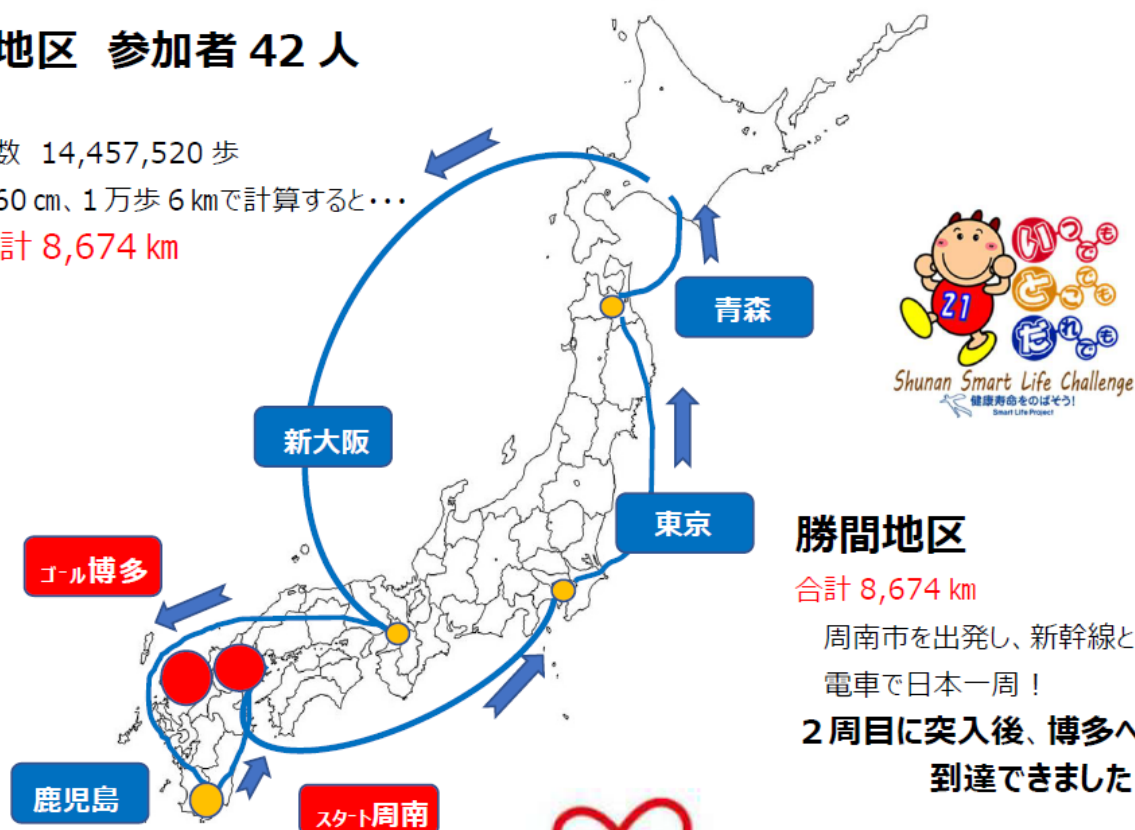 地区 参加者 42 人
数 14,457,520 歩
60 ㎝、1 万歩 6 ㎞で計算すると・・・
計 8,674 ㎞
青森
新大阪
東京
ゴール博多
鹿児島
スタート周南
いつでも
どこでも
だれでも
21
Shunan Smart Life Challenge
健康寿命をのばそう!
Smart Life Project
勝間地区
合計 8,674 ㎞
周南市を出発し、新幹線と
電車で日本一周！
２周目に突入後、博多へ
到達できました